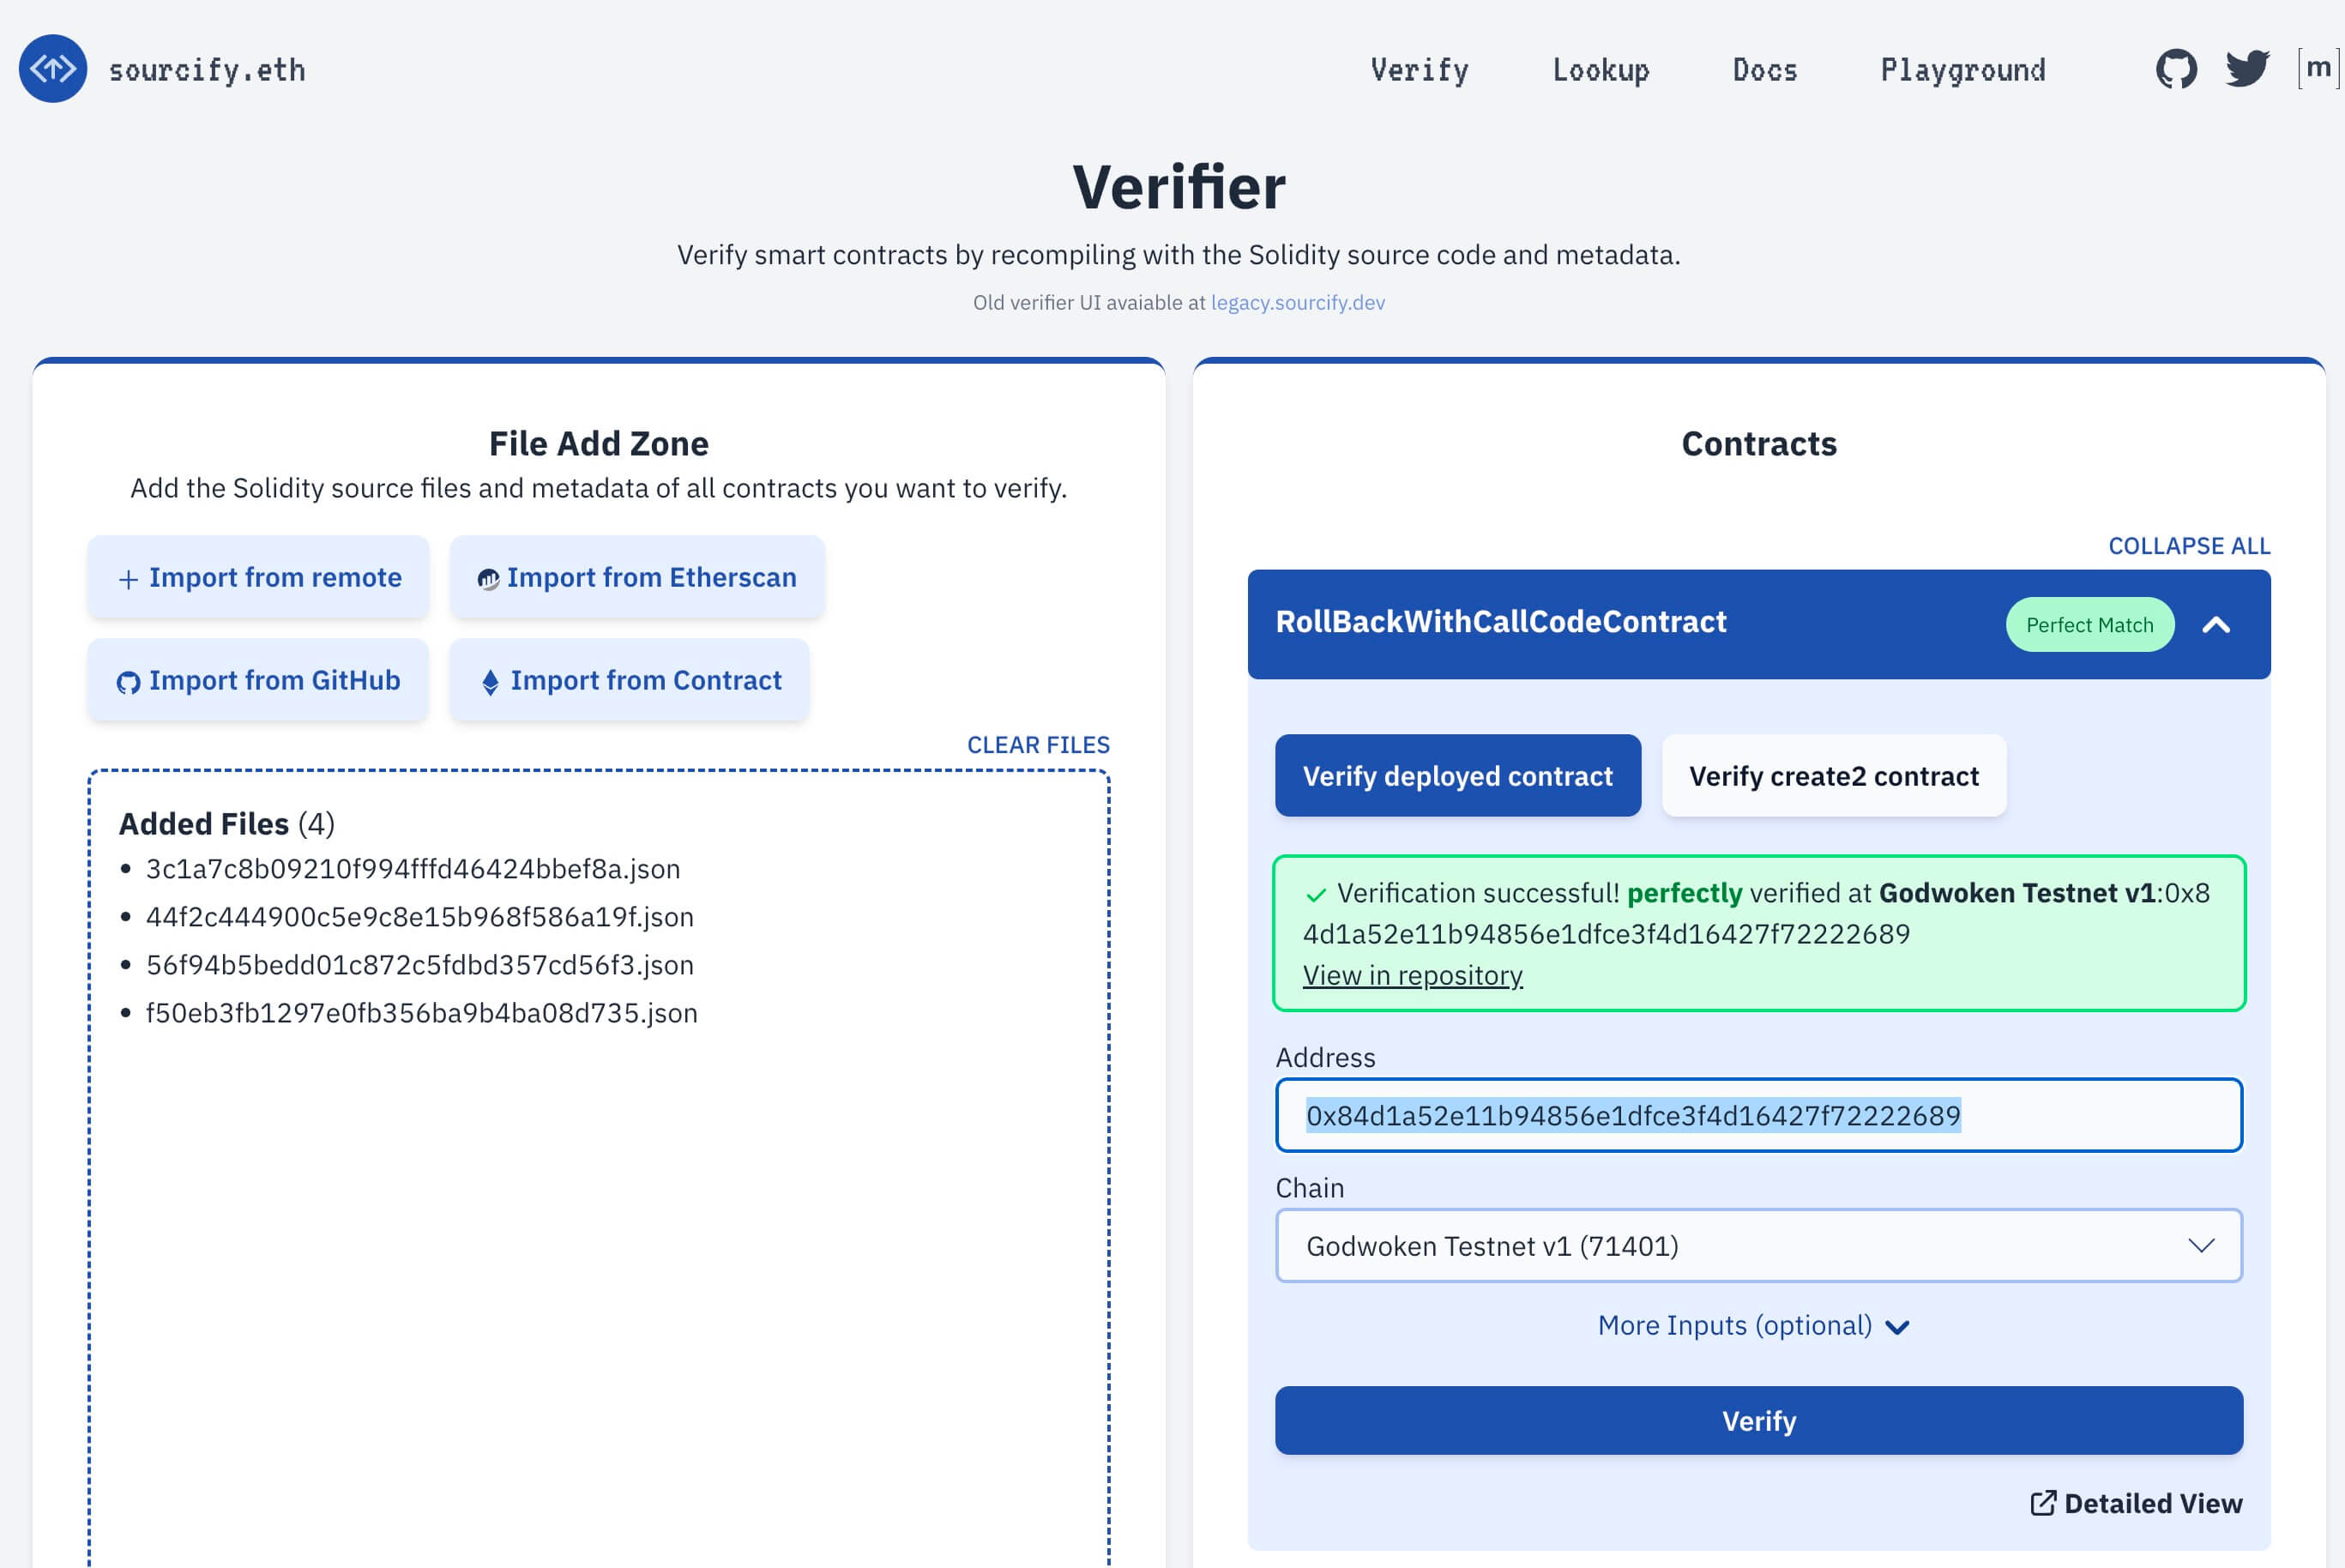 sourcify.eth
Verify
Lookup
Docs
Playground
[m]
Verifier
Verify smart contracts by recompiling with the Solidity source code and metadata.
Old verifier UI avaiable at legacy.sourcify.dev
File Add Zone
Add the Solidity source files and metadata of all contracts you want to verify.
Import from remote
Import from Etherscan
Import from GitHub
Import from Contract
CLEAR FILES
Added Files (4)
3c1a7c8b09210f994fffd46424bbef8a.json
44f2c444900c5e9c8e15b968f586a19f.json
56f94b5bedd01c872c5fdbd357cd56f3.json
f50eb3fb1297e0fb356ba9b4ba08d735.json
Contracts
COLLAPSE ALL
RollBackWithCallCodeContract
Perfect Match
Verify deployed contract
Verify create2 contract
Verification successful! perfectly verified at Godwoken Testnet v1:0x8
4d1a52e11b94856e1dfce3f4d16427f72222689
View in repository
Address
0x84d1a52e11b94856e1dfce3f4d16427f72222689
Chain
Godwoken Testnet v1 (71401)
More Inputs (optional)
Verify
Detailed View